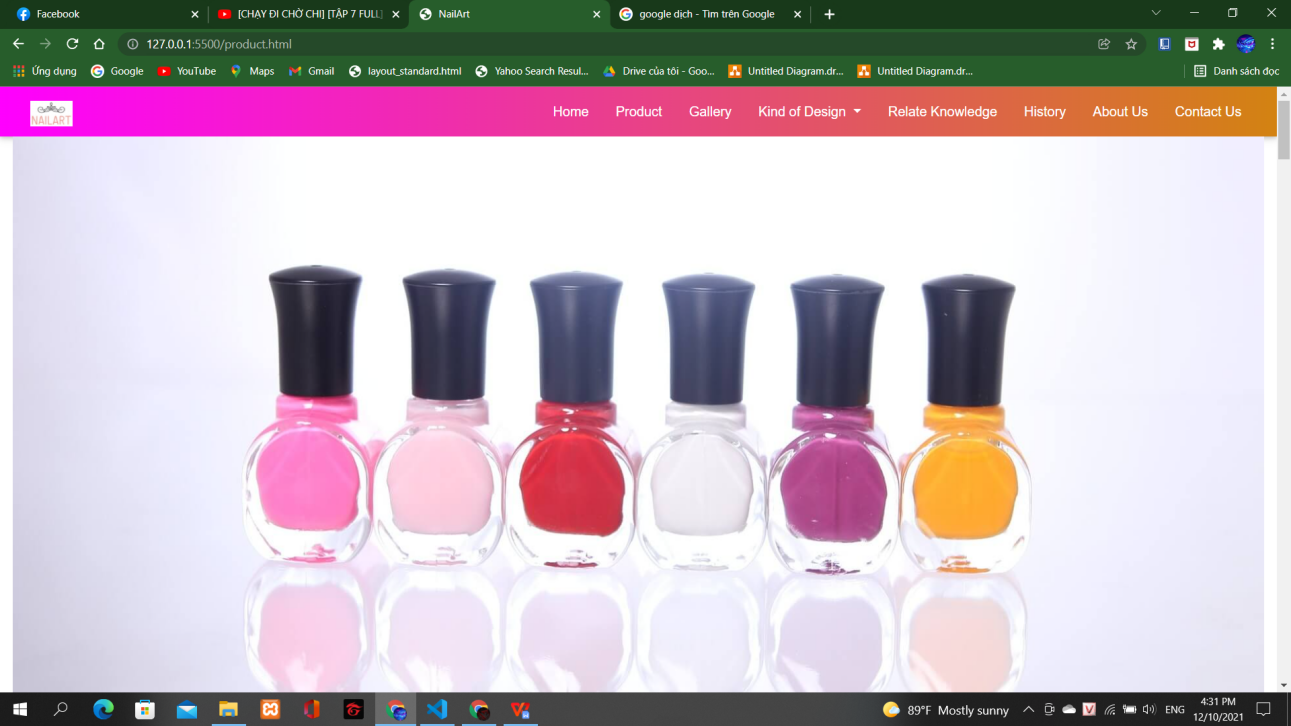 Facebook
[CHẠY ĐI CHỜ CHI] [TẬP 7 FULL]
NailArt
google dịch - Tìm trên Google
127.0.0.1:5500/product.html
Ứng dụng
Google
YouTube
Maps
Gmail
layout_standard.html
Yahoo Search Resul...
Drive của tôi - Goo...
Untitled Diagram.dr...
Untitled Diagram.dr...
Danh sách đọc
NAILART
Home
Product
Gallery
Kind of Design
Relate Knowledge
History
About Us
Contact Us
89°F Mostly sunny
ENG
4:31 PM
12/10/2021